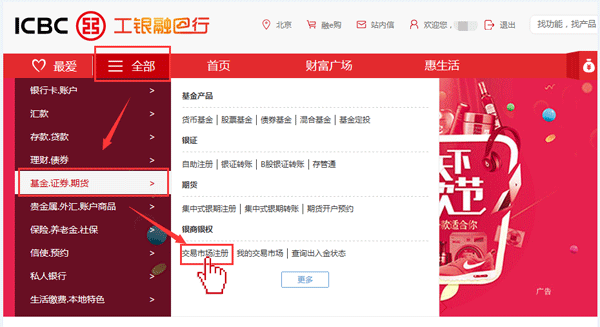 ICBC 工银融e行
北京 融e购 站内信 欢迎您, 退出 找功能，找产品
最爱 全部 首页 财富广场 惠生活
银行卡.账户 >
汇款 >
存款.贷款 >
理财.债券 >
基金.证券.期货 >
贵金属.外汇.账户商品 >
保险.养老金.社保 >
信使.预约 >
私人银行 >
生活缴费.本地特色 >
基金产品
货币基金 | 股票基金 | 债券基金 | 混合基金 | 基金定投
银证
自助注册 | 银证转账 | B股银证转账 | 存管通
期货
集中式银期注册 | 集中式银期转账 | 期货开户预约
银商银权
交易市场注册 | 我的交易市场 | 查询出入金状态
更多
广告